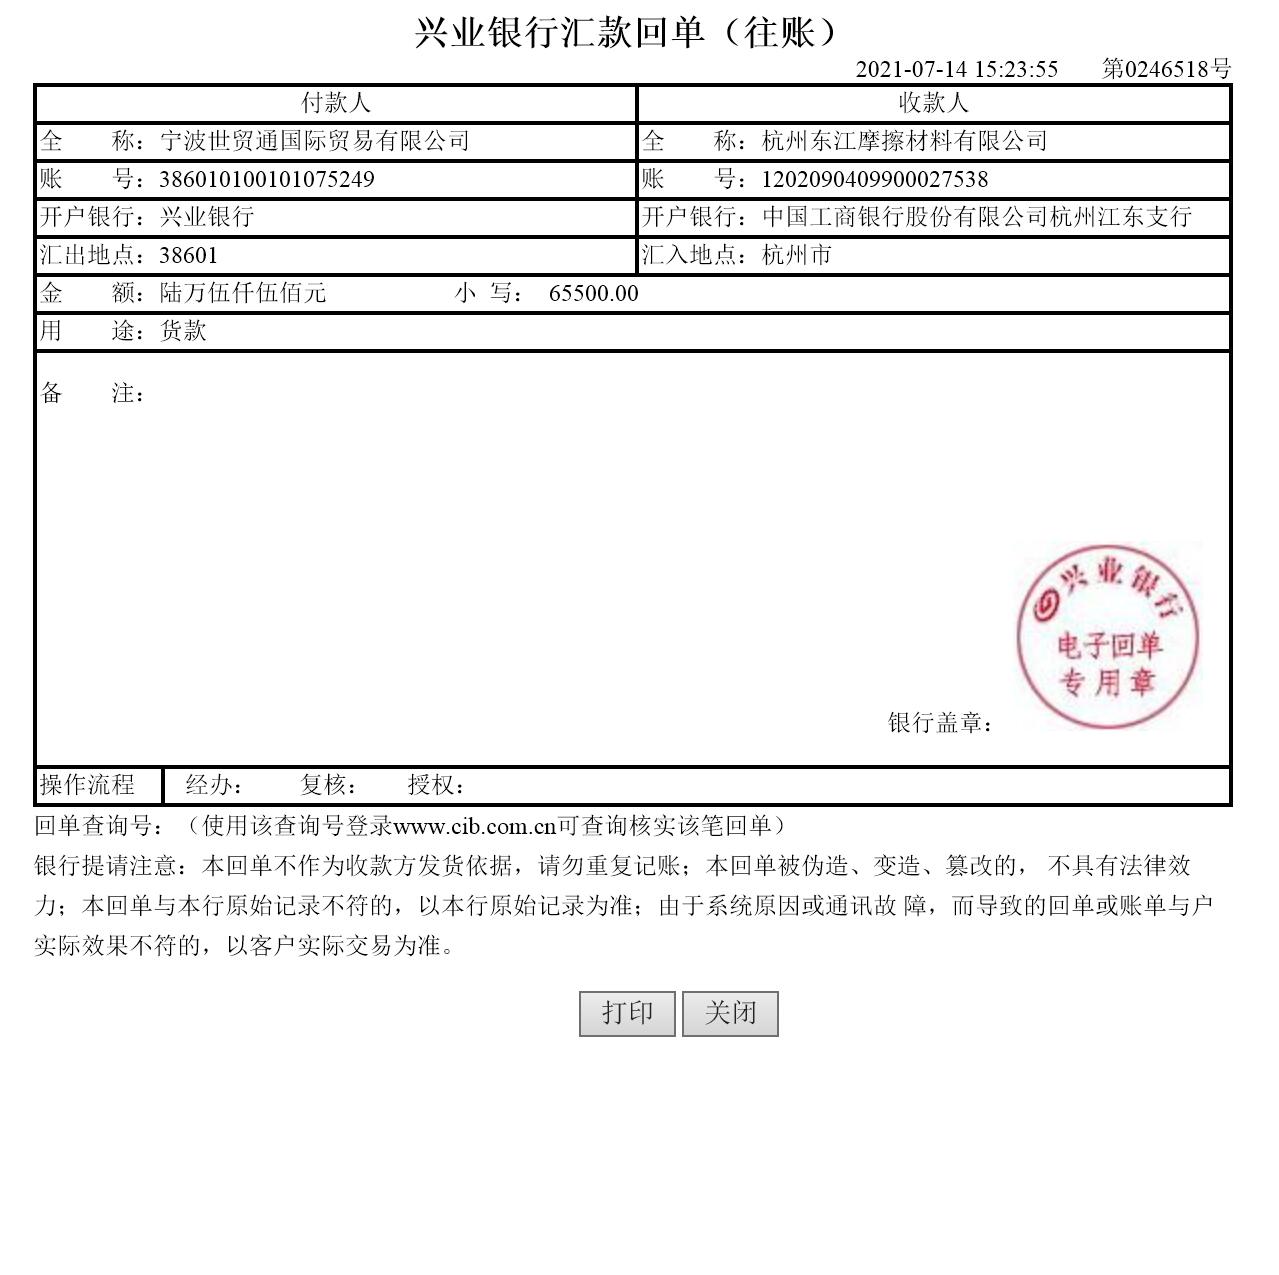 兴业银行汇款回单（往账）
2021-07-14 15:23:55 第0246518号
付款人 收款人
全 称：宁波世贸通国际贸易有限公司 全 称：杭州东江摩擦材料有限公司
账 号：386010100101075249 账 号：1202090409900027538
开户银行：兴业银行 开户银行：中国工商银行股份有限公司杭州江东支行
汇出地点：38601 汇入地点：杭州市
金 额：陆万伍仟伍佰元 小 写： 65500.00
用 途：货款
备 注：
兴业银行
电子回单
专用章
银行盖章：
操作流程 经办： 复核： 授权：
回单查询号：（使用该查询号登录www.cib.com.cn可查询核实该笔回单）
银行提请注意：本回单不作为收款方发货依据，请勿重复记账；本回单被伪造、变造、篡改的， 不具有法律效
力；本回单与本行原始记录不符的，以本行原始记录为准；由于系统原因或通讯故 障，而导致的回单或账单与户
实际效果不符的，以客户实际交易为准。
打印 关闭